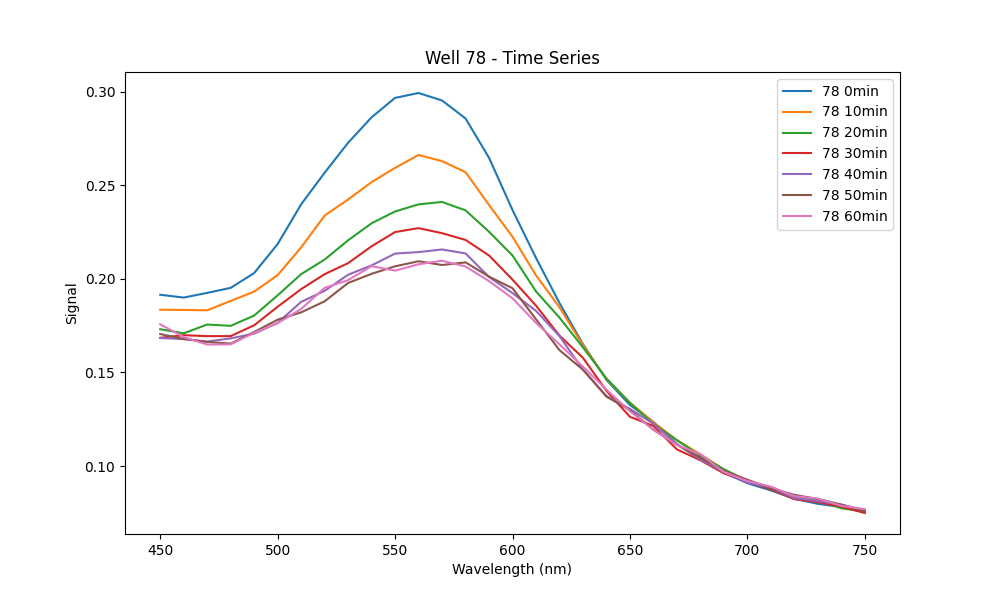 Well 78 - Time Series
78 0min
78 10min
78 20min
78 30min
78 40min
78 50min
78 60min
0.30
0.25
0.20
0.15
0.10
Signal
450 500 550 600 650 700 750
Wavelength (nm)